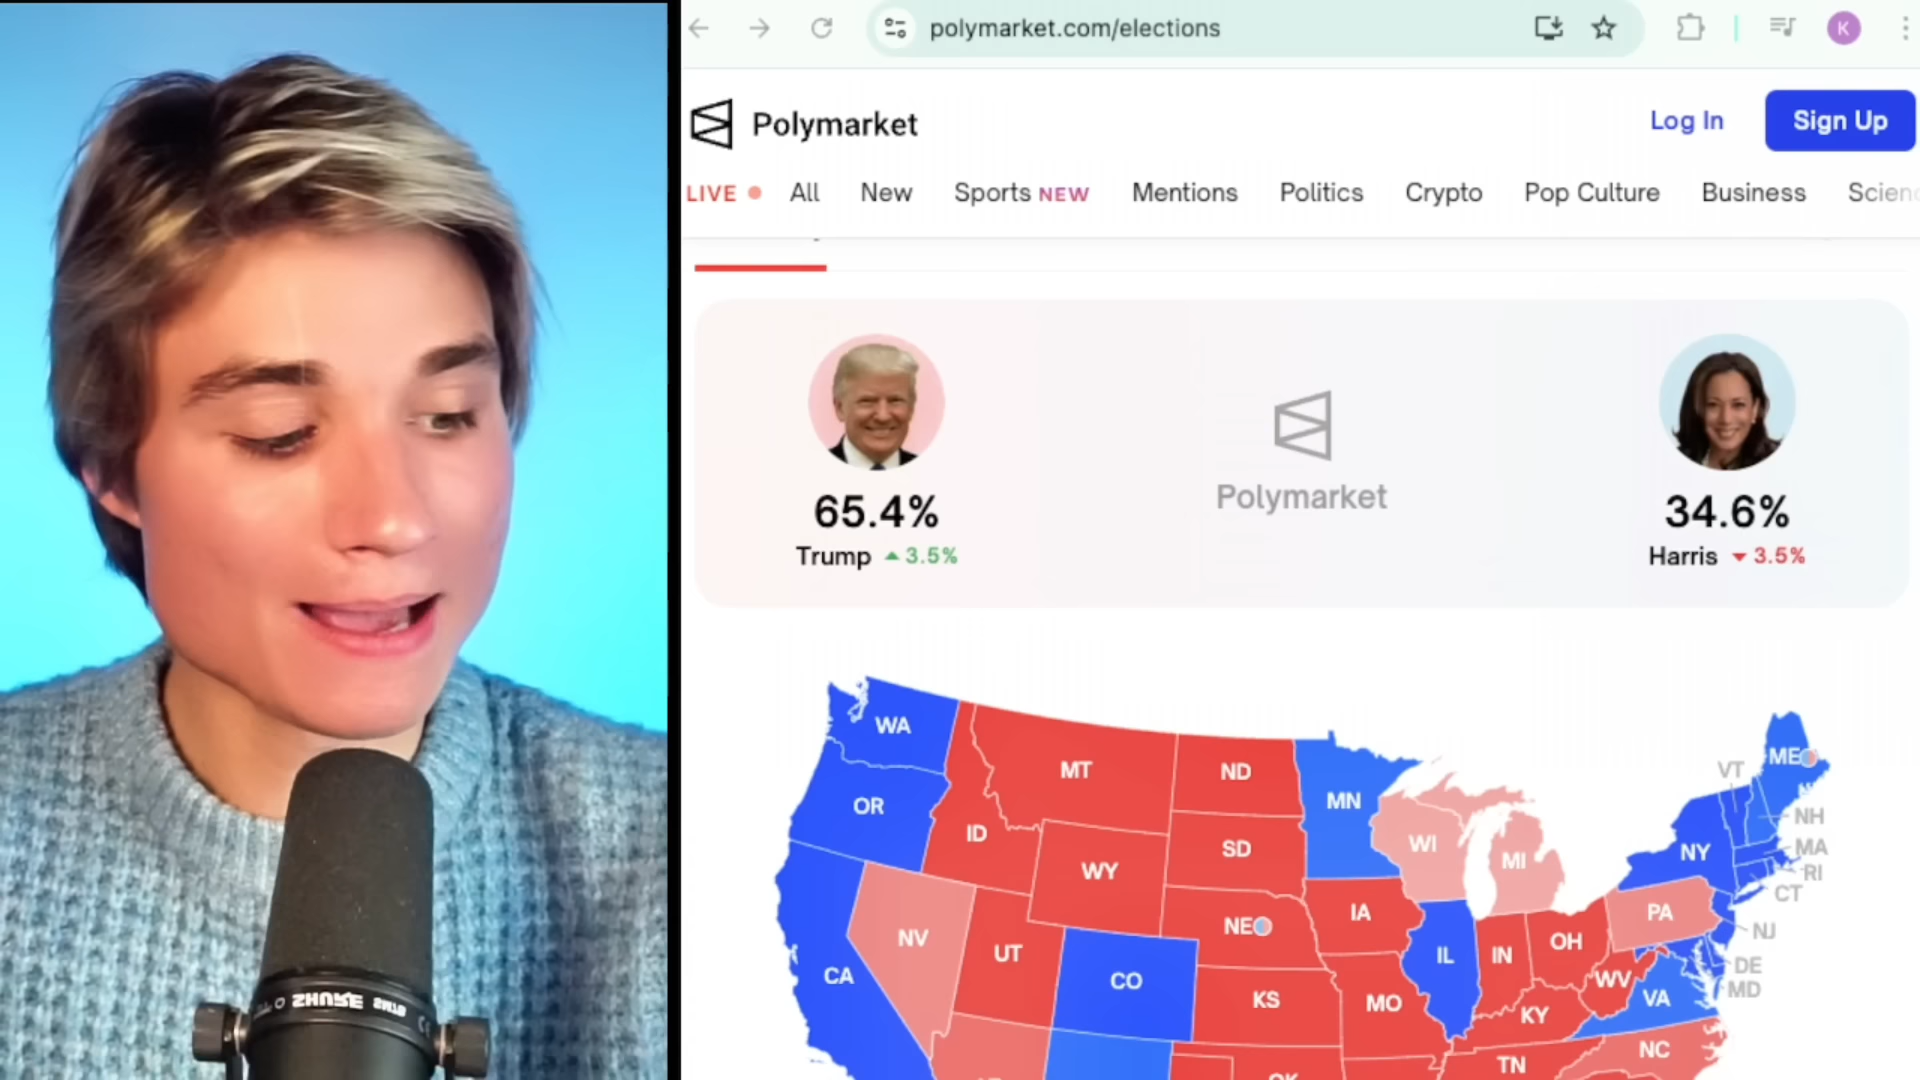 polymarket.com/elections
K
Polymarket
Log In
Sign Up
LIVE All New Sports NEW Mentions Politics Crypto Pop Culture Business Scienc
Polymarket
65.4%
Trump 3.5%
34.6%
Harris 3.5%
WA
MT
ND
MN
ME
VT
OR
ID
SD
WI
MI
NY
NH
MA
RI
CT
WY
NE
IA
PA
NV
UT
CO
IL
IN
OH
NJ
CA
KS
MO
WV
VA
DE
MD
KY
NC
TN
OK
SHURE